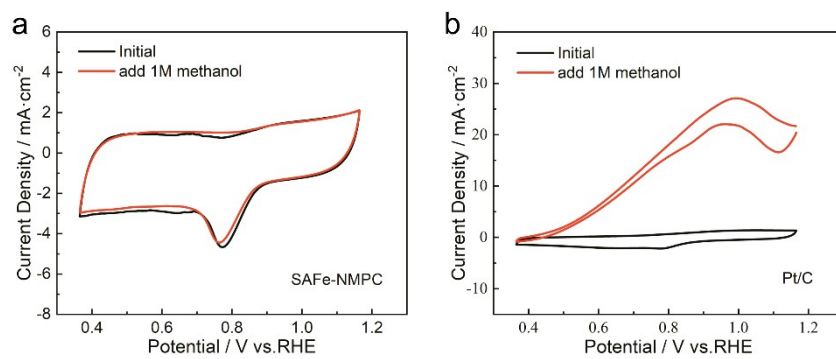 a
Initial
add 1M methanol
Current Density / mA·cm⁻²
6
4
2
0
-2
-4
-6
-8
0.4 0.6 0.8 1.0 1.2
Potential / V vs.RHE
SAFe-NMPC
b
Initial
add 1M methanol
Current Density / mA·cm⁻²
40
30
20
10
0
-10
-20
0.4 0.6 0.8 1.0 1.2
Potential / V vs.RHE
Pt/C